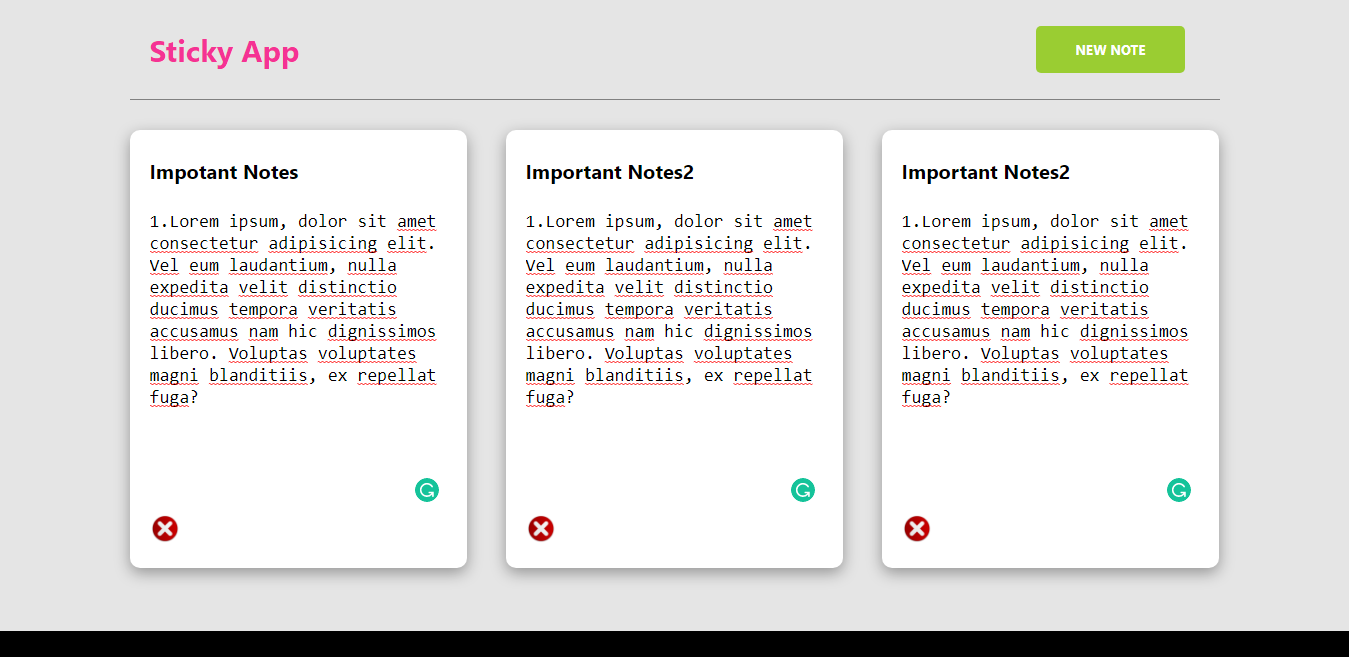 Sticky App
NEW NOTE
Impotant Notes
1.Lorem ipsum, dolor sit amet
consectetur adipisicing elit.
Vel eum laudantium, nulla
expedita velit distinctio
ducimus tempora veritatis
accusamus nam hic dignissimos
libero. Voluptas voluptates
magni blanditiis, ex repellat
fuga?
Important Notes2
1.Lorem ipsum, dolor sit amet
consectetur adipisicing elit.
Vel eum laudantium, nulla
expedita velit distinctio
ducimus tempora veritatis
accusamus nam hic dignissimos
libero. Voluptas voluptates
magni blanditiis, ex repellat
fuga?
Important Notes2
1.Lorem ipsum, dolor sit amet
consectetur adipisicing elit.
Vel eum laudantium, nulla
expedita velit distinctio
ducimus tempora veritatis
accusamus nam hic dignissimos
libero. Voluptas voluptates
magni blanditiis, ex repellat
fuga?